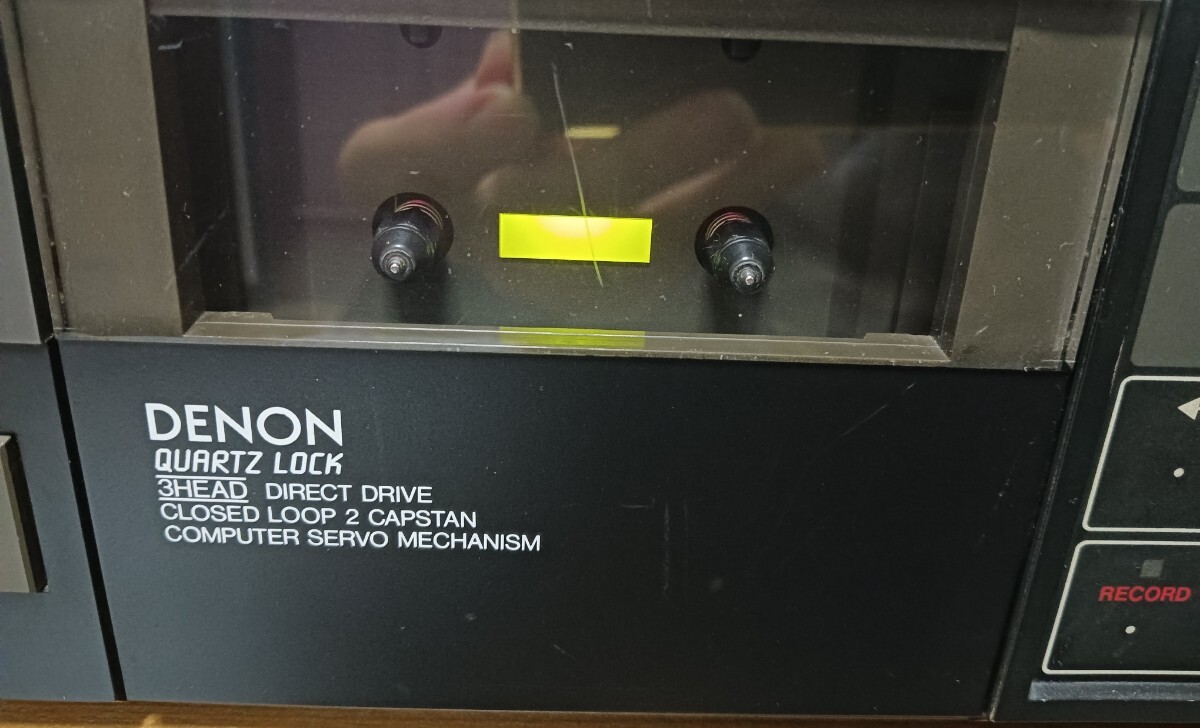 DENON
QUARTZ LOCK
3HEAD DIRECT DRIVE
CLOSED LOOP 2 CAPSTAN
COMPUTER SERVO MECHANISM
RECORD